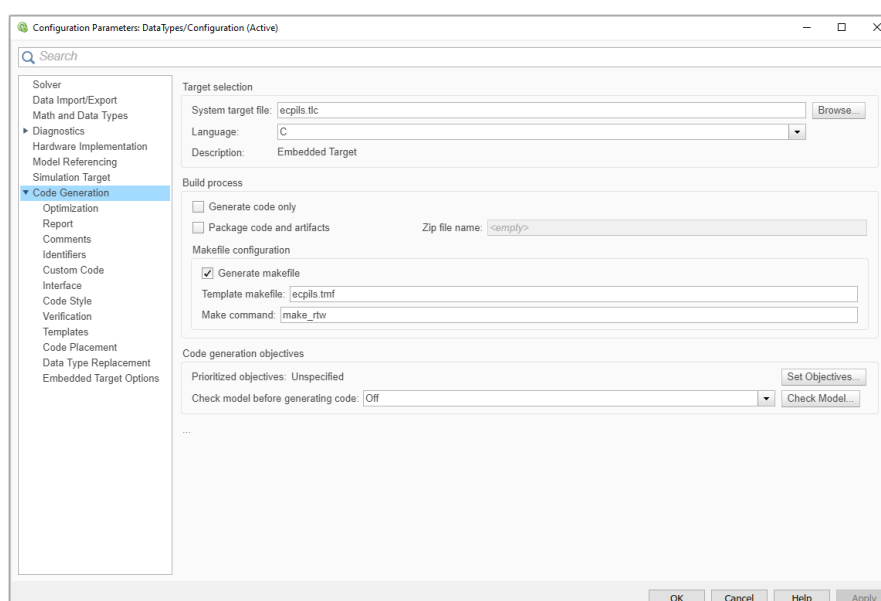 Configuration Parameters: DataTypes/Configuration (Active)
Search
Solver
Data Import/Export
Math and Data Types
Diagnostics
Hardware Implementation
Model Referencing
Simulation Target
Code Generation
Optimization
Report
Comments
Identifiers
Custom Code
Interface
Code Style
Verification
Templates
Code Placement
Data Type Replacement
Embedded Target Options
Target selection
System target file: ecpils.tlc Browse...
Language: C
Description: Embedded Target
Build process
Generate code only
Package code and artifacts Zip file name: <empty>
Makefile configuration
Generate makefile
Template makefile: ecpils.tmf
Make command: make_rtw
Code generation objectives
Prioritized objectives: Unspecified Set Objectives...
Check model before generating code: Off Check Model...
...
OK Cancel Help Apply